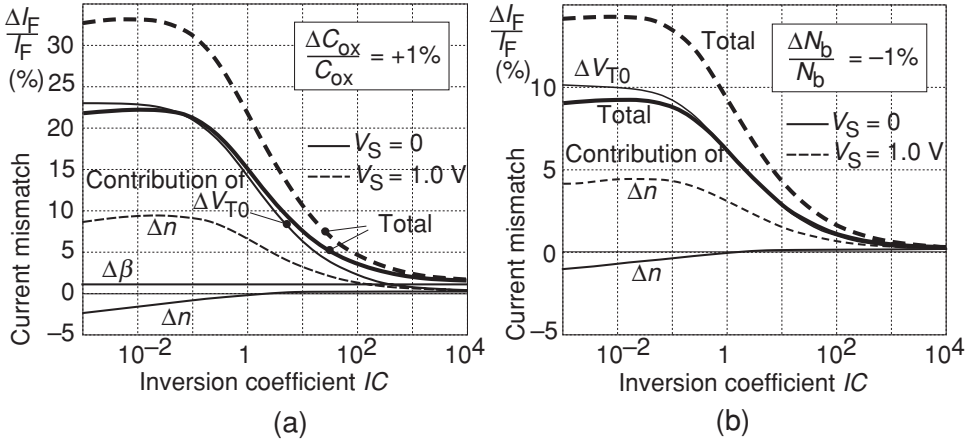 ΔI_F
I_F
(%)
30
25
20
15
10
5
0
−5
Current mismatch
ΔC_ox
C_ox
= +1%
V_S = 0
V_S = 1.0 V
Contribution of
ΔV_T0
Total
Δn
Δβ
Δn
10^−2
1
10^2
10^4
Inversion coefficient IC
(a)
ΔI_F
I_F
(%)
10
5
0
−5
Current mismatch
Total
ΔN_b
N_b
= −1%
ΔV_T0
Total
V_S = 0
V_S = 1.0 V
Contribution of
Δn
Δn
10^−2
1
10^2
10^4
Inversion coefficient IC
(b)